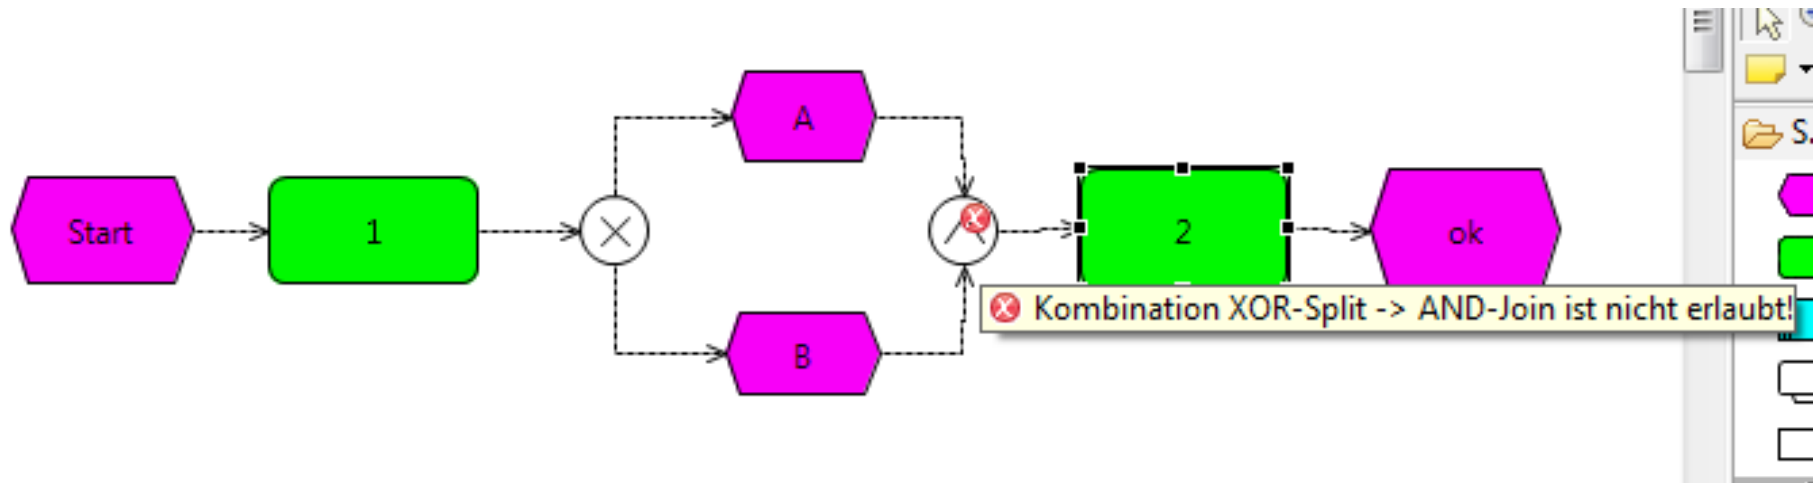 A
S.
Start
1
2
ok
Kombination XOR-Split -> AND-Join ist nicht erlaubt!
B